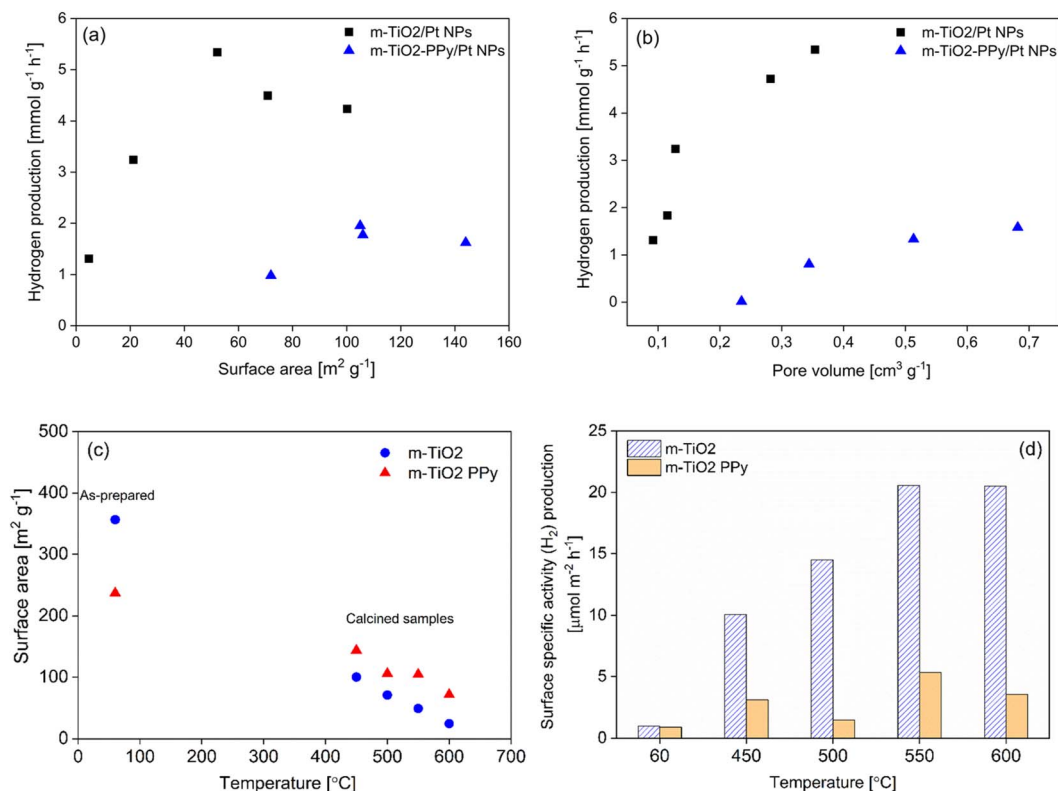 (a)
m-TiO2/Pt NPs
m-TiO2-PPy/Pt NPs
Hydrogen production [mmol g⁻¹ h⁻¹]
6
5
4
3
2
1
0
0 20 40 60 80 100 120 140 160
Surface area [m² g⁻¹]
(b)
m-TiO2/Pt NPs
m-TiO2-PPy/Pt NPs
Hydrogen production [mmol g⁻¹ h⁻¹]
6
5
4
3
2
1
0
0,1 0,2 0,3 0,4 0,5 0,6 0,7
Pore volume [cm³ g⁻¹]
(c)
m-TiO2
m-TiO2 PPy
As-prepared
Calcined samples
Surface area [m² g⁻¹]
500
400
300
200
100
0
0 100 200 300 400 500 600 700
Temperature [°C]
(d)
m-TiO2
m-TiO2 PPy
Surface specific activity (H₂) production
[µmol m⁻² h⁻¹]
25
20
15
10
5
0
60 450 500 550 600
Temperature [°C]